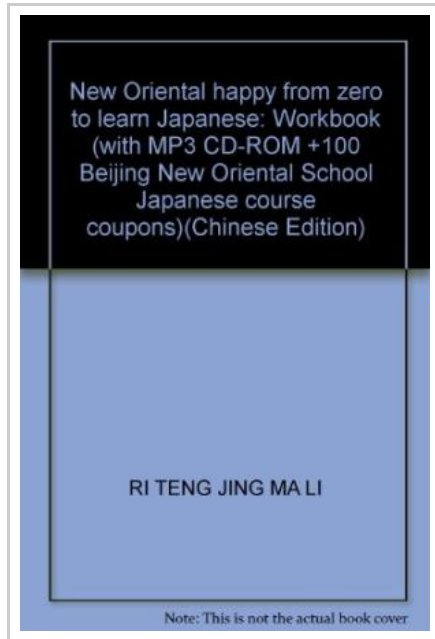 New Oriental happy from zero
to learn Japanese: Workbook
(with MP3 CD-ROM +100
Beijing New Oriental School
Japanese course
coupons)(Chinese Edition)
RI TENG JING MA LI
Note: This is not the actual book cover